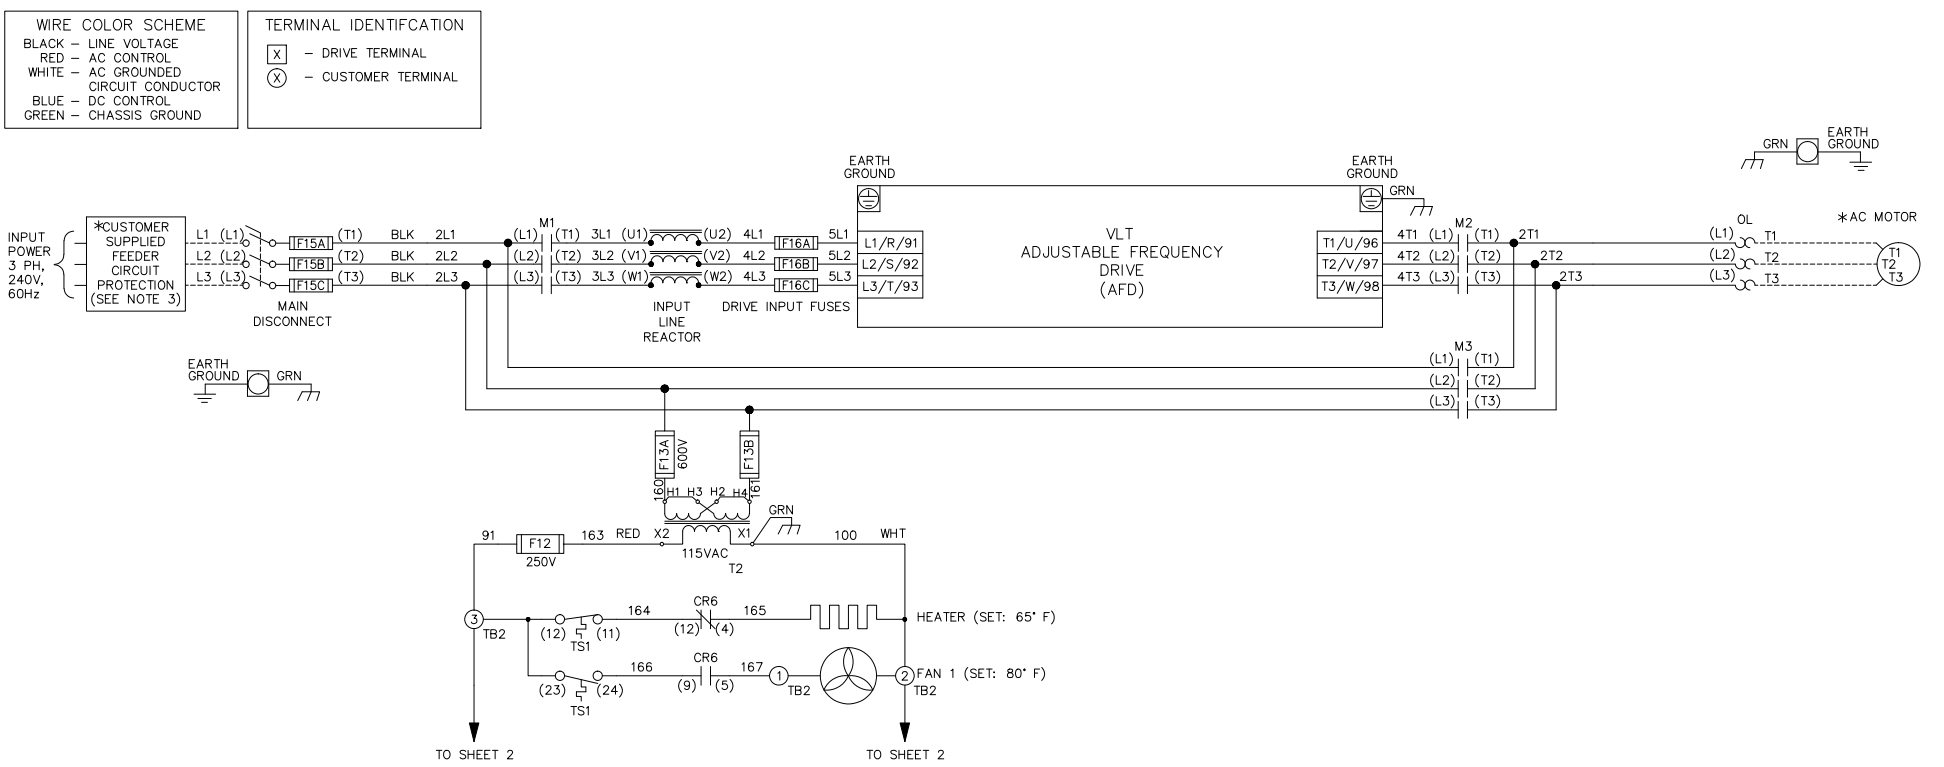 WIRE COLOR SCHEME
BLACK – LINE VOLTAGE
RED – AC CONTROL
WHITE – AC GROUNDED
CIRCUIT CONDUCTOR
BLUE – DC CONTROL
GREEN – CHASSIS GROUND
TERMINAL IDENTIFCATION
X – DRIVE TERMINAL
X – CUSTOMER TERMINAL
INPUT
POWER
3 PH,
240V,
60Hz
*CUSTOMER
SUPPLIED
FEEDER
CIRCUIT
PROTECTION
(SEE NOTE 3)
L1 (L1) F15A (T1) BLK 2L1 (L1) M1 (T1) 3L1 (U1) (U2) 4L1 F16A 5L1 L1/R/91
L2 (L2) F15B (T2) BLK 2L2 (L2) (T2) 3L2 (V1) (V2) 4L2 F16B 5L2 L2/S/92
L3 (L3) F15C (T3) BLK 2L3 (L3) (T3) 3L3 (W1) (W2) 4L3 F16C 5L3 L3/T/93
MAIN
DISCONNECT
INPUT
LINE
REACTOR
DRIVE INPUT FUSES
EARTH
GROUND
VLT
ADJUSTABLE FREQUENCY
DRIVE
(AFD)
EARTH
GROUND
GRN
T1/U/96 4T1 (L1) M2 (T1) 2T1 (L1) OL T1
T2/V/97 4T2 (L2) (T2) 2T2 (L2) T2
T3/W/98 4T3 (L3) (T3) 2T3 (L3) T3
GRN
EARTH
GROUND
*AC MOTOR
T1
T2
T3
EARTH
GROUND
GRN
M3
(L1) (T1)
(L2) (T2)
(L3) (T3)
F13A
600V
F13B
160
161
H1 H3 H2 H4
GRN
91 F12 163 RED X2 X1 100 WHT
250V
115VAC
T2
3
TB2
(12) (11)
TS1
164
CR6
(12) (4)
165
HEATER (SET: 65° F)
(23) (24)
TS1
166
CR6
(9) (5)
167
1
TB2
2
TB2
FAN 1 (SET: 80° F)
TO SHEET 2
TO SHEET 2